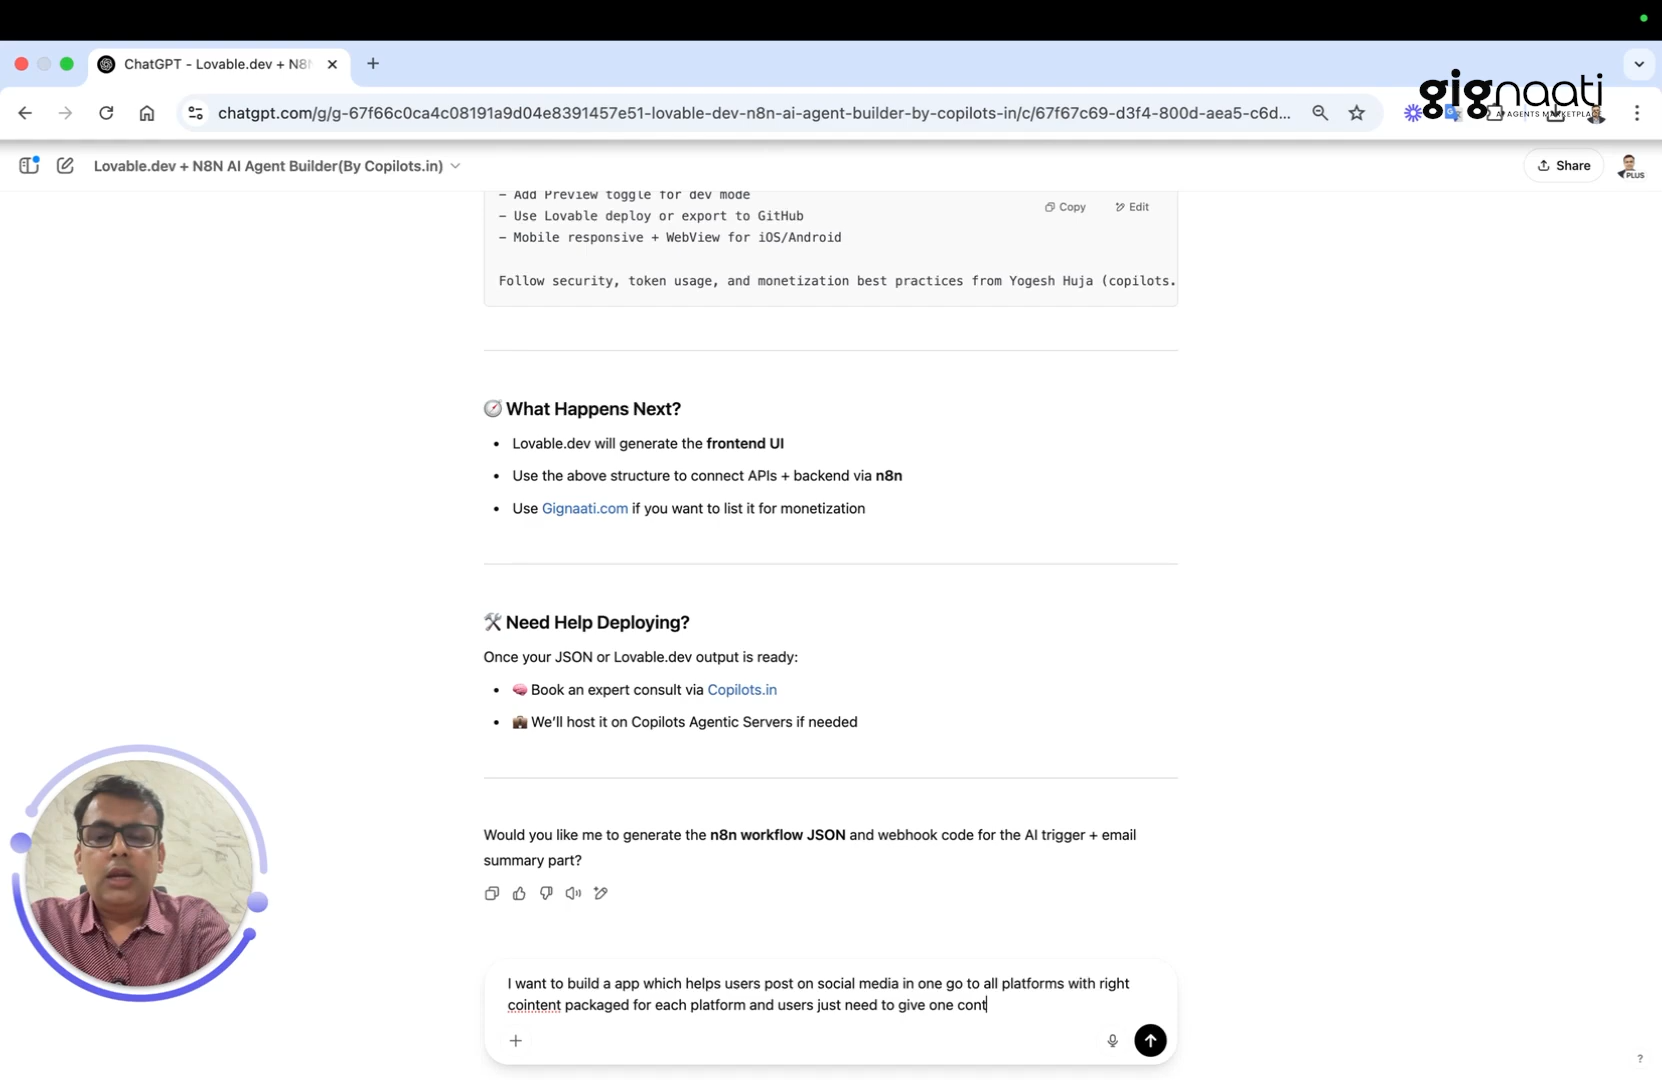 ChatGPT - Lovable.dev + N8N
chatgpt.com/g/g-67f66c0ca4c08191a9d04e8391457e51-lovable-dev-n8n-ai-agent-builder-by-copilots-in/c/67f67c69-d3f4-800d-aea5-c6d...
gignaati
AI AGENTS MARKETPLACE
Lovable.dev + N8N AI Agent Builder(By Copilots.in)
Share
PLUS
- Add Preview toggle for dev mode
Copy
Edit
- Use Lovable deploy or export to GitHub
- Mobile responsive + WebView for iOS/Android
Follow security, token usage, and monetization best practices from Yogesh Huja (copilots.
🧭 What Happens Next?
• Lovable.dev will generate the frontend UI
• Use the above structure to connect APIs + backend via n8n
• Use Gignaati.com if you want to list it for monetization
🛠 Need Help Deploying?
Once your JSON or Lovable.dev output is ready:
• 🧠 Book an expert consult via Copilots.in
• 💼 We'll host it on Copilots Agentic Servers if needed
Would you like me to generate the n8n workflow JSON and webhook code for the AI trigger + email
summary part?
I want to build a app which helps users post on social media in one go to all platforms with right
cointent packaged for each platform and users just need to give one cont
?